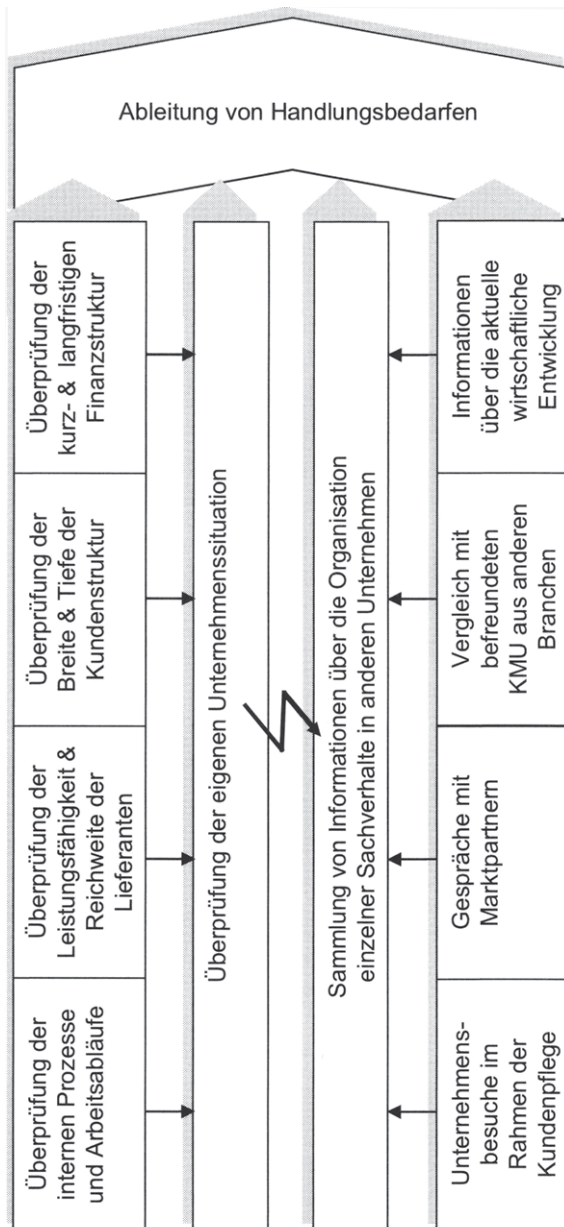 Ableitung von Handlungsbedarfen
Überprüfung der
kurz- & langfristigen
Finanzstruktur
Überprüfung der
Breite & Tiefe der
Kundenstruktur
Überprüfung der
Leistungsfähigkeit &
Reichweite der
Lieferanten
Überprüfung der
internen Prozesse
und Arbeitsabläufe
Überprüfung der eigenen Unternehmenssituation
Sammlung von Informationen über die Organisation
einzelner Sachverhalte in anderen Unternehmen
Informationen
über die aktuelle
wirtschaftliche
Entwicklung
Vergleich mit
befreundeten
KMU aus anderen
Branchen
Gespräche mit
Marktpartnern
Unternehmens-
besuche im
Rahmen der
Kundenpflege